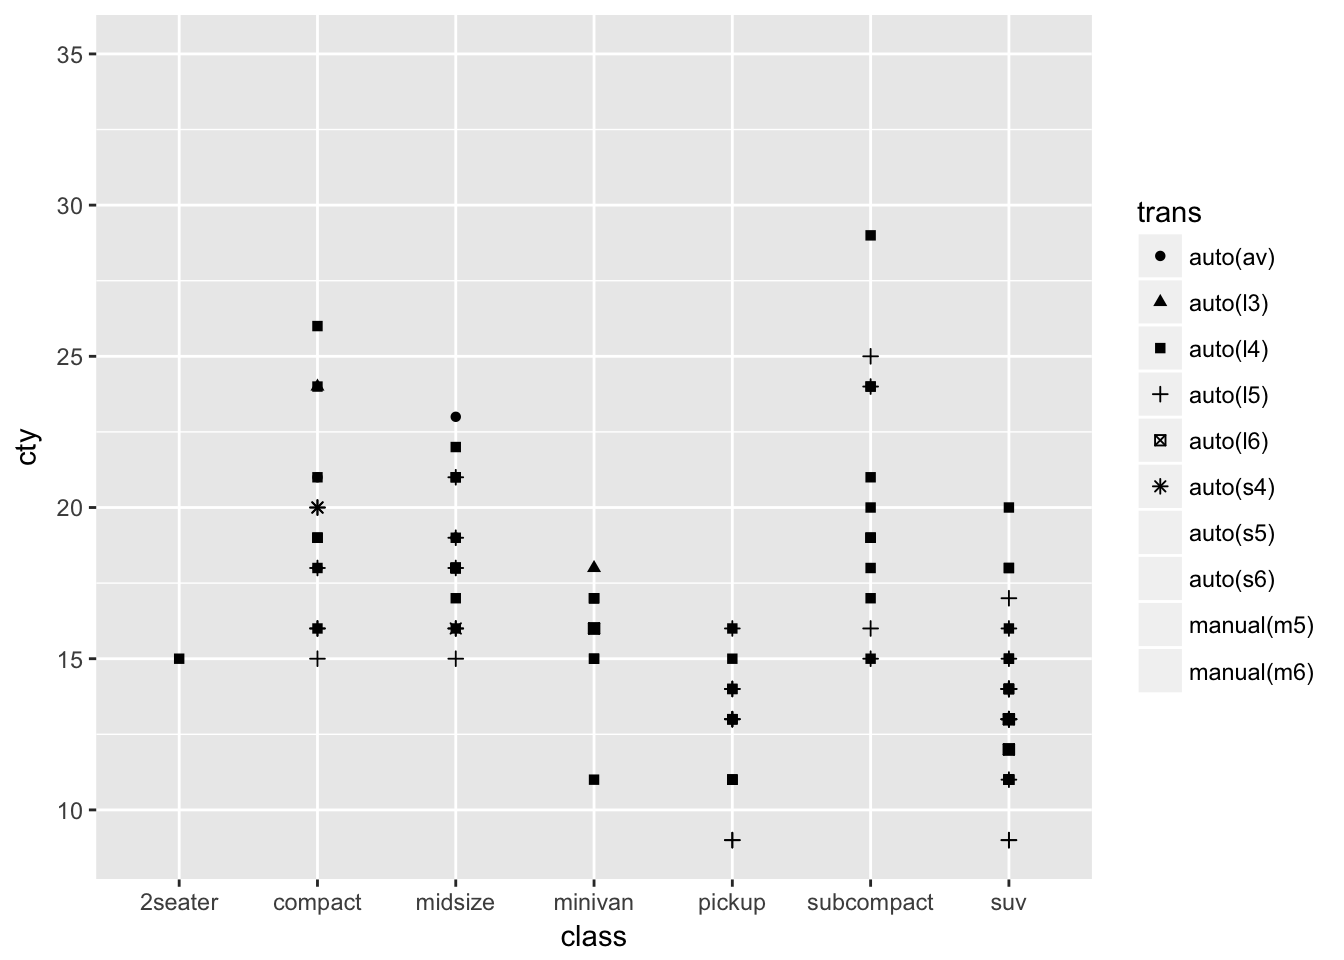 35
30
25
20
15
10
cty
2seater compact midsize minivan pickup subcompact suv
class
trans
auto(av)
auto(l3)
auto(l4)
auto(l5)
auto(l6)
auto(s4)
auto(s5)
auto(s6)
manual(m5)
manual(m6)